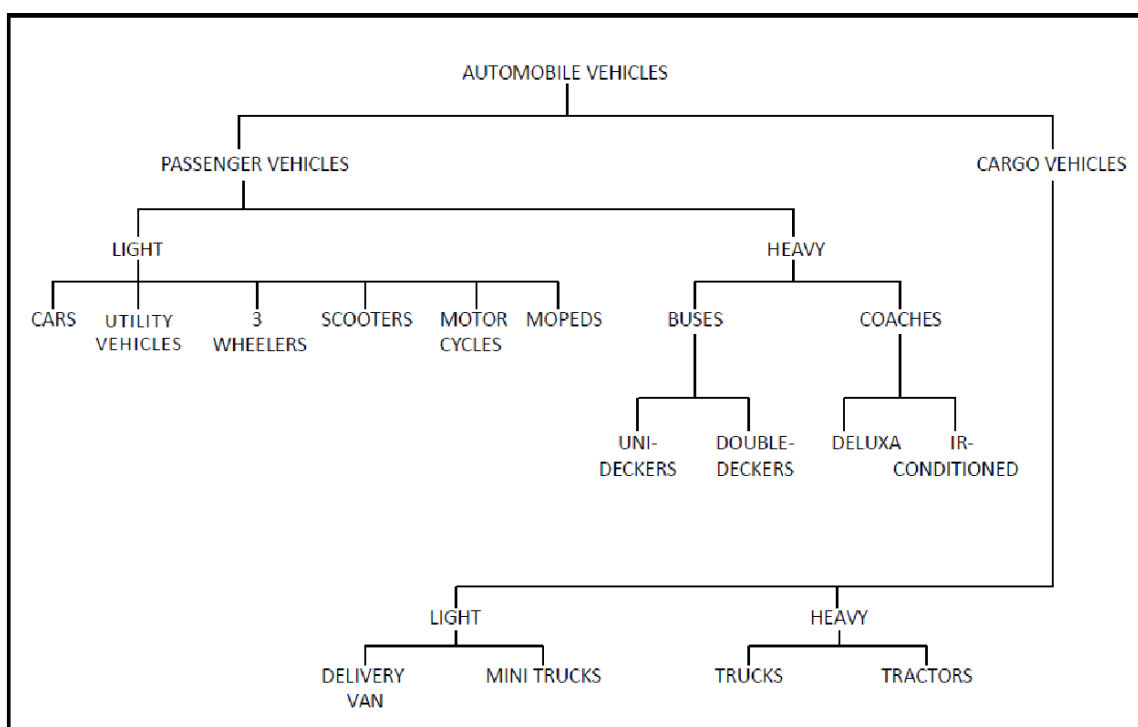 AUTOMOBILE VEHICLES
PASSENGER VEHICLES
CARGO VEHICLES
LIGHT
HEAVY
CARS
UTILITY
VEHICLES
3
WHEELERS
SCOOTERS
MOTOR
CYCLES
MOPEDS
BUSES
COACHES
UNI-
DECKERS
DOUBLE-
DECKERS
DELUXA
IR-
CONDITIONED
LIGHT
HEAVY
DELIVERY
VAN
MINI TRUCKS
TRUCKS
TRACTORS